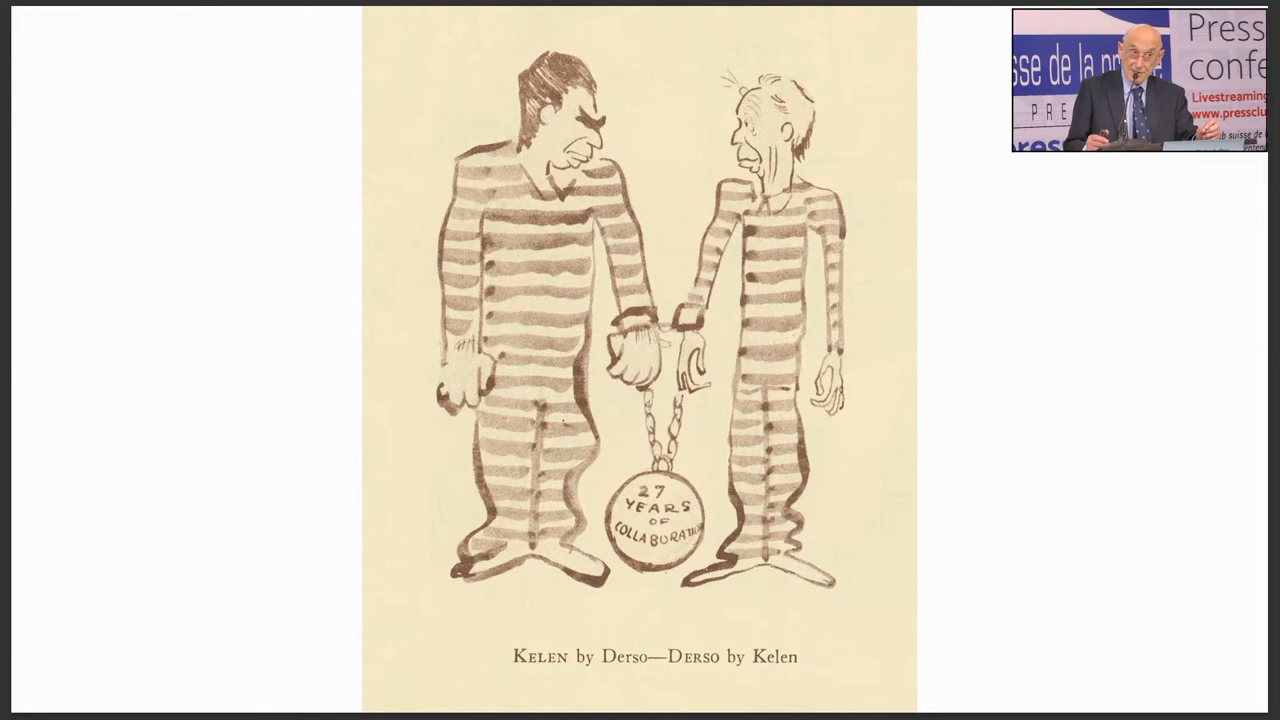 27
YEARS
OF
COLLABORATION
KELEN by Derso—DERSO by Kelen
sse de la pr
PRE
Press
confe
Livestreaming
www.pressclu